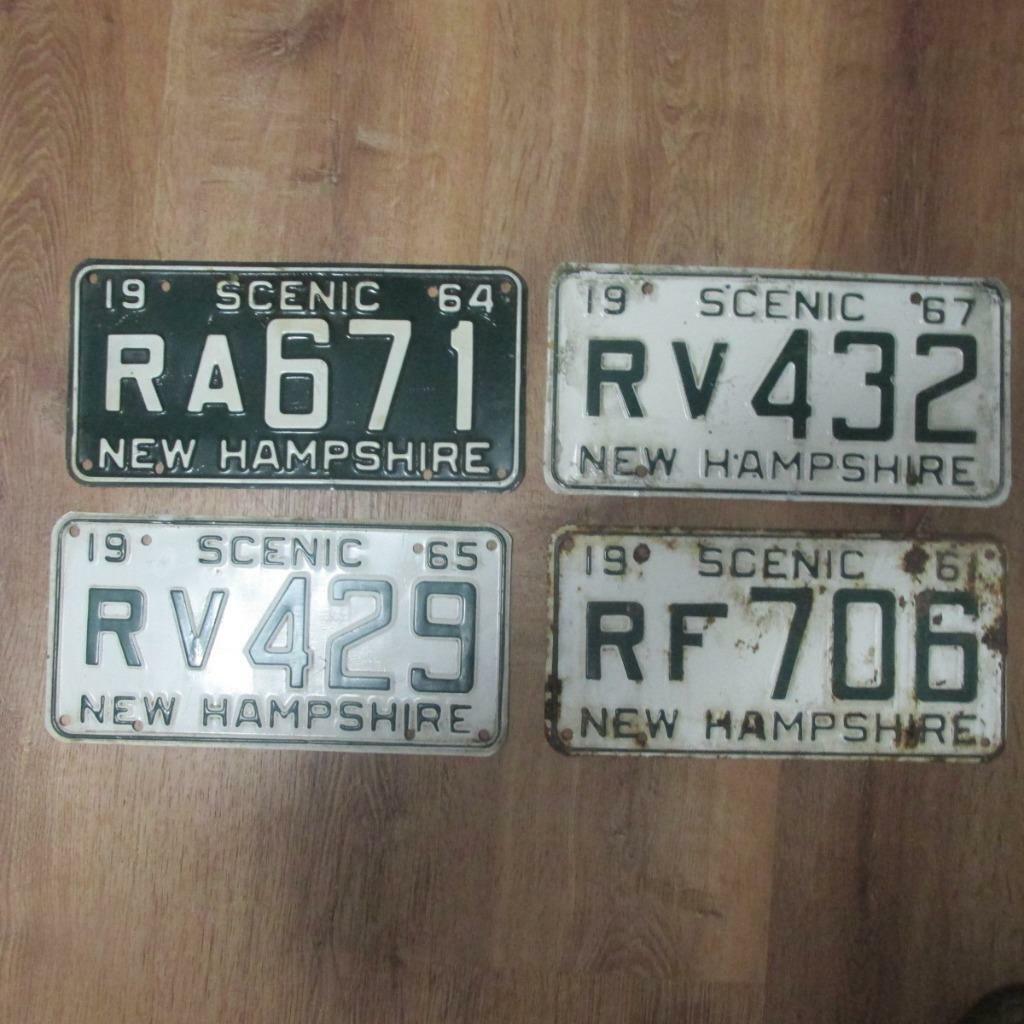 19 SCENIC 64
RA671
NEW HAMPSHIRE
19 SCENIC 67
RV432
NEW HAMPSHIRE
19 SCENIC 65
RV429
NEW HAMPSHIRE
19 SCENIC 61
RF706
NEW HAMPSHIRE